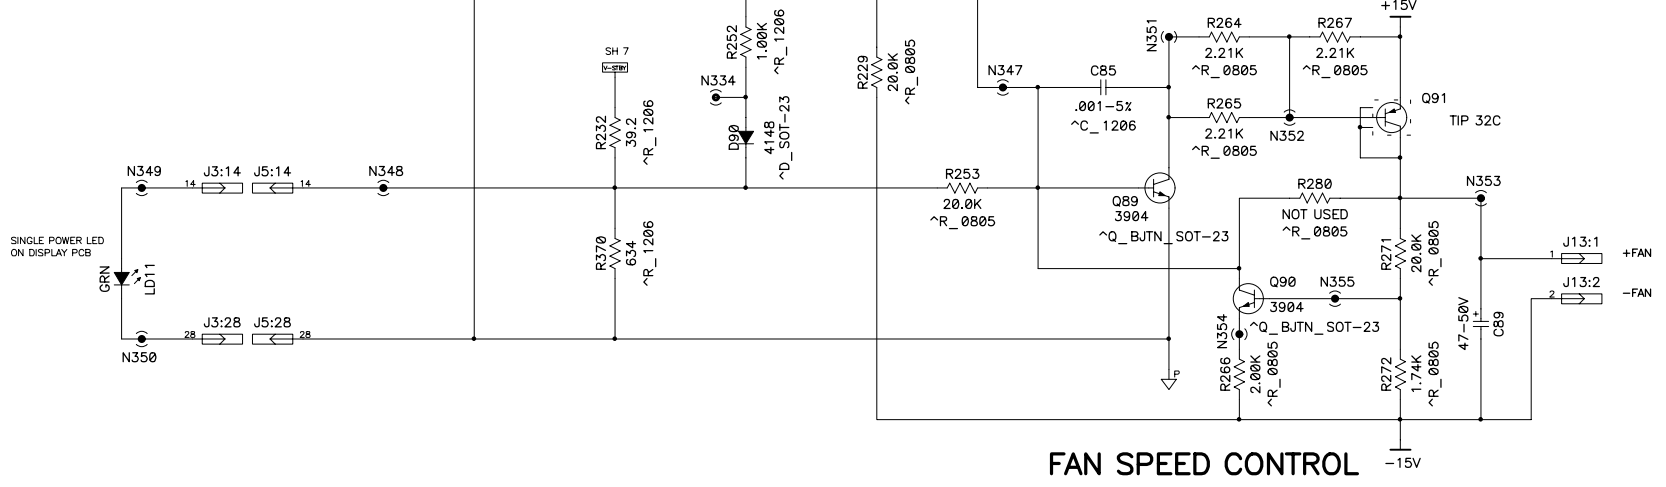 +15V
R264
2.21K
^R_0805
R267
2.21K
^R_0805
N351
R252
1.00K
^R_1206
SH 7
V-STBY
N334
R229
20.0K
^R_0805
N347
C85
.001-5%
^C_1206
R265
2.21K
^R_0805
N352
Q91
TIP 32C
R232
39.2
^R_1206
D90
4148
^D_SOT-23
N349
14
J3:14
J5:14
14
N348
R253
20.0K
^R_0805
Q89
3904
^Q_BJTN_SOT-23
R280
NOT USED
^R_0805
N353
SINGLE POWER LED
ON DISPLAY PCB
GRN
LD11
R370
634
^R_1206
R271
20.0K
^R_0805
1
J13:1
+FAN
2
J13:2
-FAN
Q90
3904
^Q_BJTN_SOT-23
N355
N354
47-50V
+
C89
28
J3:28
J5:28
28
N350
P
R266
2.00K
^R_0805
R272
1.74K
^R_0805
FAN SPEED CONTROL
-15V